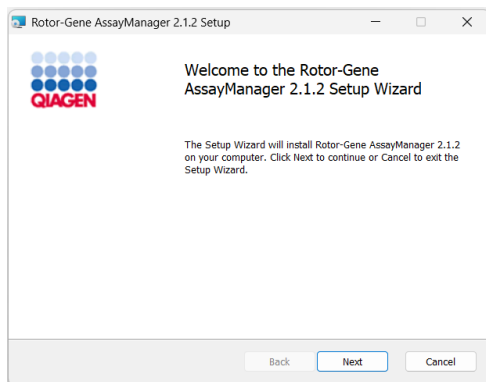 Rotor-Gene AssayManager 2.1.2 Setup
QIAGEN
Welcome to the Rotor-Gene
AssayManager 2.1.2 Setup Wizard
The Setup Wizard will install Rotor-Gene AssayManager 2.1.2
on your computer. Click Next to continue or Cancel to exit the
Setup Wizard.
Back Next Cancel